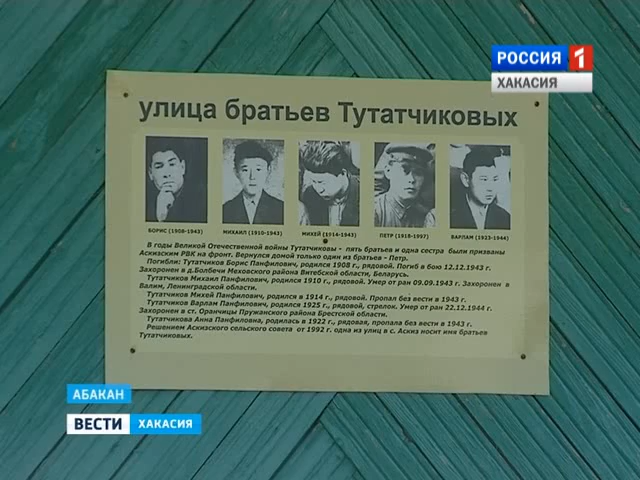 РОССИЯ 1
ХАКАСИЯ
улица братьев Тутатчиковых
БОРИС (1908-1943) МИХАИЛ (1910-1943) МИХЕЙ (1914-1943) ПЕТР (1918-1997) ВАРЛАМ (1923-1944)
В годы Великой Отечественной войны Тутатчиковы - пять братьев и одна сестра были призваны
Аскизским РВК на фронт. Вернулся домой только один из братьев - Петр.
Погибли: Тутатчиков Борис Панфилович, родился 1908 г., рядовой. Погиб в бою 12.12.1943 г.
Захоронен в д.Болбечи Меховского района Витебской области, Беларусь.
Тутатчиков Михаил Панфилович, родился 1910 г., рядовой. Умер от ран 09.09.1943 г. Захоронен в
Валим, Ленинградской области.
Тутатчиков Михей Панфилович, родился в 1914 г., рядовой. Пропал без вести в 1943 г.
Тутатчиков Варлам Панфилович, родился 1925 г., рядовой, стрелок. Умер от ран 22.12.1944 г.
Захоронен в ст. Оранчицы Пружанского района Брестской области.
Тутатчикова Анна Панфиловна, родилась в 1922 г., рядовая, пропала без вести в 1943 г.
Решением Аскизского сельского совета от 1992 г. одна из улиц в с. Аскиз носит имя братьев
Тутатчиковых.
АБАКАН
ВЕСТИ ХАКАСИЯ